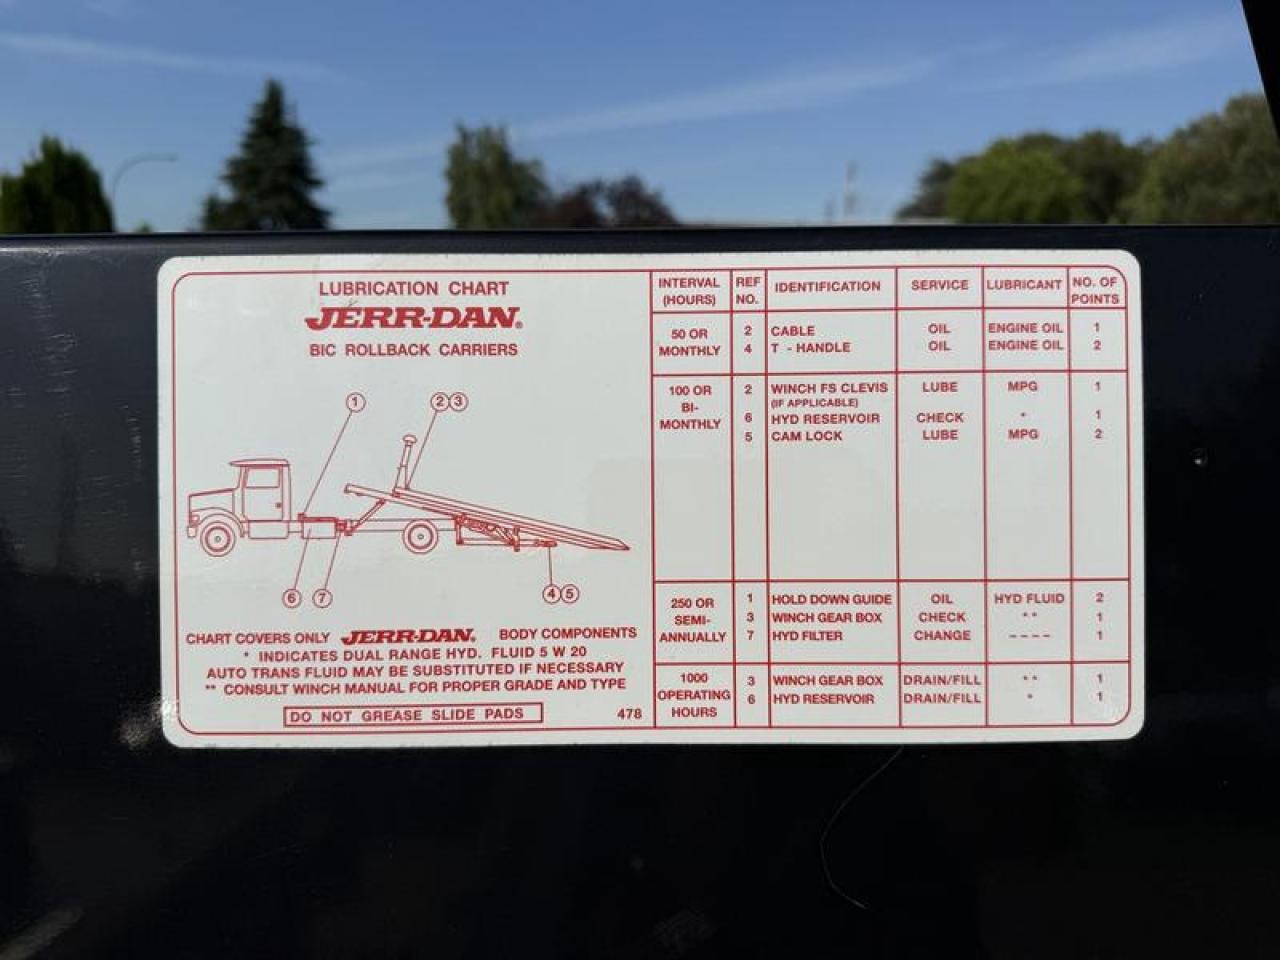 LUBRICATION CHART
JERR-DAN®
BIC ROLLBACK CARRIERS
1
2 3
6 7
4 5
CHART COVERS ONLY JERR-DAN® BODY COMPONENTS
* INDICATES DUAL RANGE HYD. FLUID 5 W 20
AUTO TRANS FLUID MAY BE SUBSTITUTED IF NECESSARY
** CONSULT WINCH MANUAL FOR PROPER GRADE AND TYPE
DO NOT GREASE SLIDE PADS 478
INTERVAL (HOURS) REF NO. IDENTIFICATION SERVICE LUBRICANT NO. OF POINTS
50 OR MONTHLY
2 CABLE OIL ENGINE OIL 1
4 T - HANDLE OIL ENGINE OIL 2
100 OR BI- MONTHLY
2 WINCH FS CLEVIS LUBE MPG 1
(IF APPLICABLE)
6 HYD RESERVOIR CHECK * 1
5 CAM LOCK LUBE MPG 2
250 OR SEMI- ANNUALLY
1 HOLD DOWN GUIDE OIL HYD FLUID 2
3 WINCH GEAR BOX CHECK ** 1
7 HYD FILTER CHANGE ---- 1
1000 OPERATING HOURS
3 WINCH GEAR BOX DRAIN/FILL ** 1
6 HYD RESERVOIR DRAIN/FILL * 1